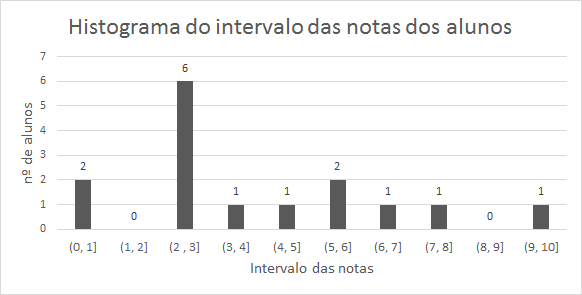 Histograma do intervalo das notas dos alunos
nº de alunos
7
6
5
4
3
2
1
0
2 0 6 1 1 2 1 1 0 1
(0, 1] (1, 2] (2 , 3] (3, 4] (4, 5] (5, 6] (6, 7] (7, 8] (8, 9] (9, 10]
Intervalo das notas